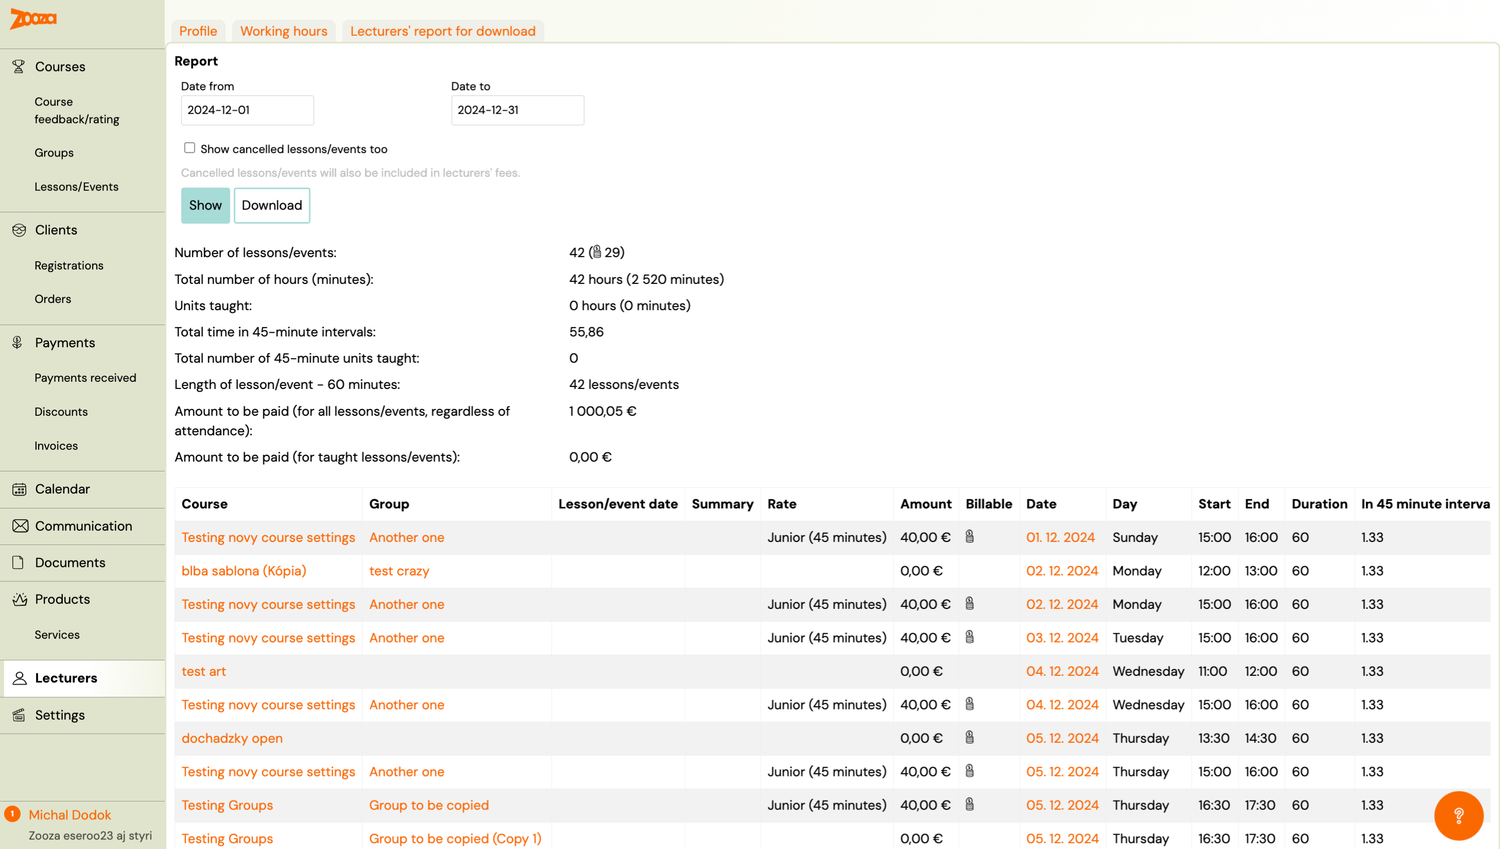 Zooza
Profile
Working hours
Lecturers' report for download
Courses
Course
feedback/rating
Groups
Lessons/Events
Clients
Registrations
Orders
Payments
Payments received
Discounts
Invoices
Calendar
Communication
Documents
Products
Services
Lecturers
Settings
1 Michal Dodok
Zooza eseroo23 aj styri
Report
Date from
Date to
2024-12-01
2024-12-31
Show cancelled lessons/events too
Cancelled lessons/events will also be included in lecturers' fees.
Show
Download
Number of lessons/events: 42 ( 29)
Total number of hours (minutes): 42 hours (2 520 minutes)
Units taught: 0 hours (0 minutes)
Total time in 45-minute intervals: 55,86
Total number of 45-minute units taught: 0
Length of lesson/event - 60 minutes: 42 lessons/events
Amount to be paid (for all lessons/events, regardless of
attendance): 1 000,05 €
Amount to be paid (for taught lessons/events): 0,00 €
Course Group Lesson/event date Summary Rate Amount Billable Date Day Start End Duration In 45 minute interva
Testing novy course settings Another one Junior (45 minutes) 40,00 € 01. 12. 2024 Sunday 15:00 16:00 60 1.33
blba sablona (Kópia) test crazy 0,00 € 02. 12. 2024 Monday 12:00 13:00 60 1.33
Testing novy course settings Another one Junior (45 minutes) 40,00 € 02. 12. 2024 Monday 15:00 16:00 60 1.33
Testing novy course settings Another one Junior (45 minutes) 40,00 € 03. 12. 2024 Tuesday 15:00 16:00 60 1.33
test art 0,00 € 04. 12. 2024 Wednesday 11:00 12:00 60 1.33
Testing novy course settings Another one Junior (45 minutes) 40,00 € 04. 12. 2024 Wednesday 15:00 16:00 60 1.33
dochadzky open 0,00 € 05. 12. 2024 Thursday 13:30 14:30 60 1.33
Testing novy course settings Another one Junior (45 minutes) 40,00 € 05. 12. 2024 Thursday 15:00 16:00 60 1.33
Testing Groups Group to be copied Junior (45 minutes) 40,00 € 05. 12. 2024 Thursday 16:30 17:30 60 1.33
Testing Groups Group to be copied (Copy 1) 0,00 € 05. 12. 2024 Thursday 16:30 17:30 60 1.33
?